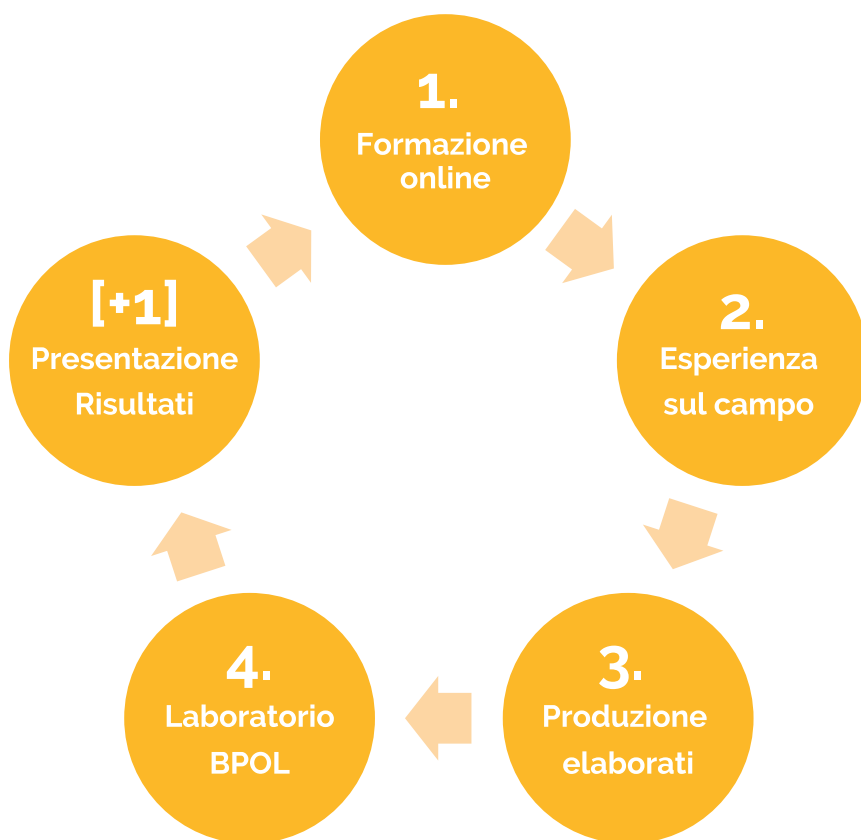 1.
Formazione
online
2.
Esperienza
sul campo
3.
Produzione
elaborati
4.
Laboratorio
BPOL
[+1]
Presentazione
Risultati